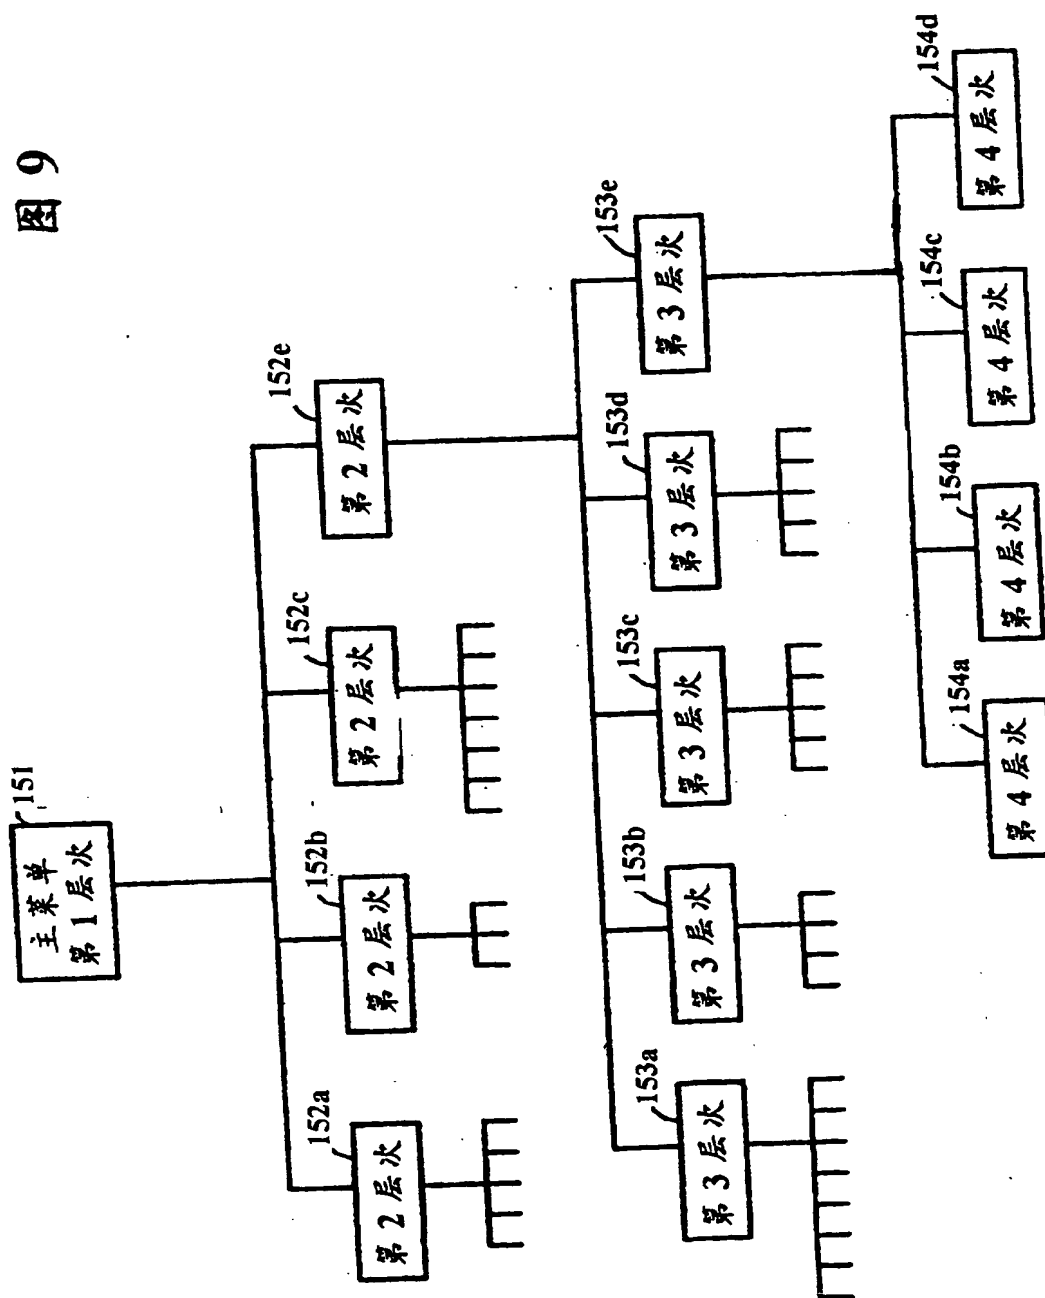 图 9
主菜单
第1层次
151
第2层次
152a
第2层次
152b
第2层次
152c
第2层次
152e
第3层次
153a
第3层次
153b
第3层次
153c
第3层次
153d
第3层次
153e
第4层次
154a
第4层次
154b
第4层次
154c
第4层次
154d